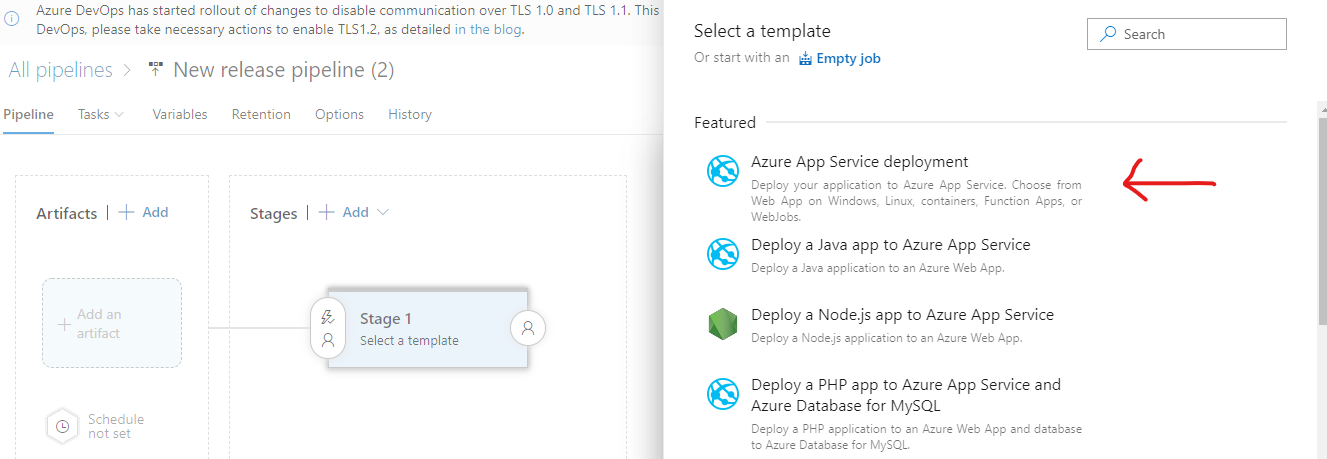 Azure DevOps has started rollout of changes to disable communication over TLS 1.0 and TLS 1.1. This
DevOps, please take necessary actions to enable TLS1.2, as detailed in the blog.
All pipelines > New release pipeline (2)
Pipeline Tasks Variables Retention Options History
Artifacts | + Add
Stages | + Add
Add an
artifact
Stage 1
Select a template
Schedule
not set
Select a template
Search
Or start with an Empty job
Featured
Azure App Service deployment
Deploy your application to Azure App Service. Choose from
Web App on Windows, Linux, containers, Function Apps, or
WebJobs.
Deploy a Java app to Azure App Service
Deploy a Java application to an Azure Web App.
Deploy a Node.js app to Azure App Service
Deploy a Node.js application to an Azure Web App.
Deploy a PHP app to Azure App Service and
Azure Database for MySQL
Deploy a PHP application to an Azure Web App and database
to Azure Database for MySQL.